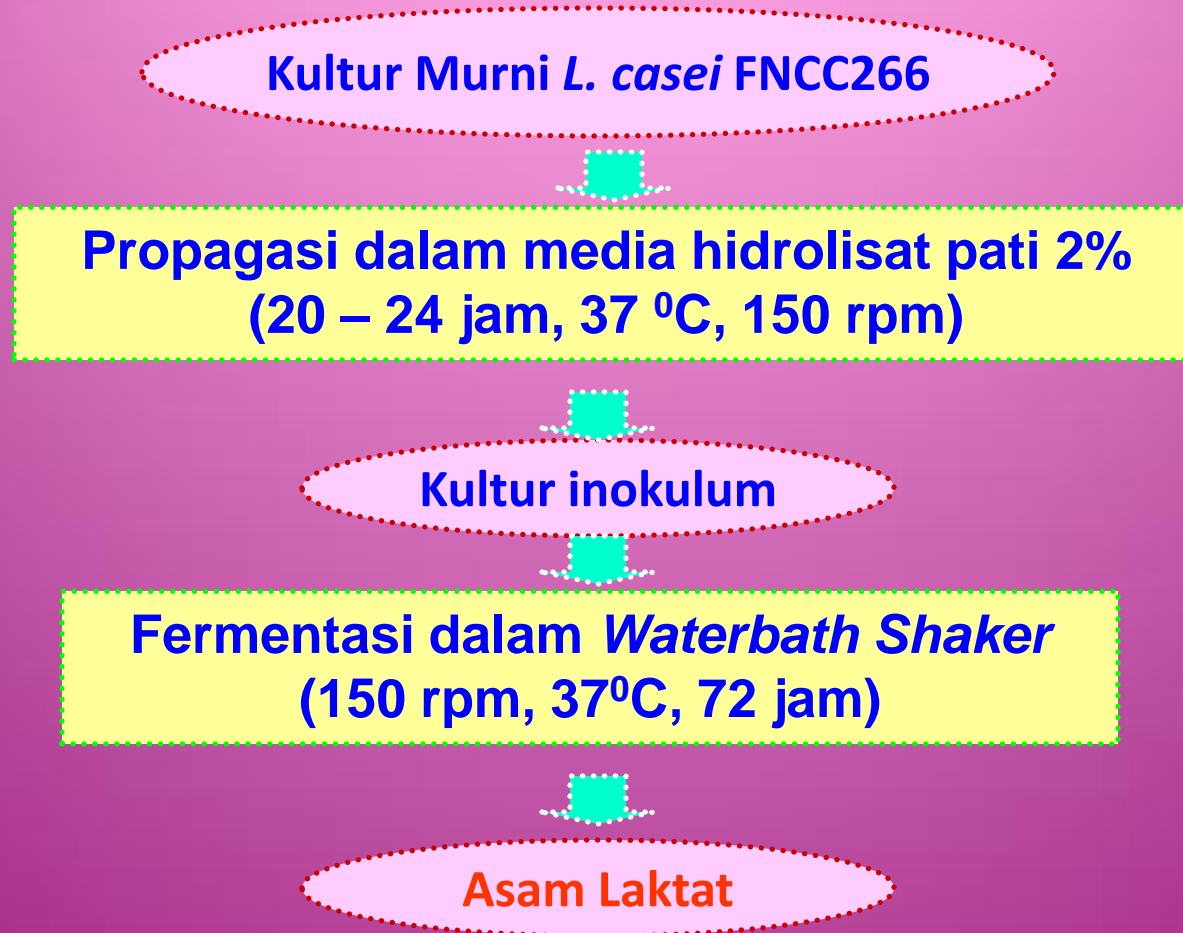 Kultur Murni L. casei FNCC266
Propagasi dalam media hidrolisat pati 2%
(20 – 24 jam, 37 ⁰C, 150 rpm)
Kultur inokulum
Fermentasi dalam Waterbath Shaker
(150 rpm, 37⁰C, 72 jam)
Asam Laktat